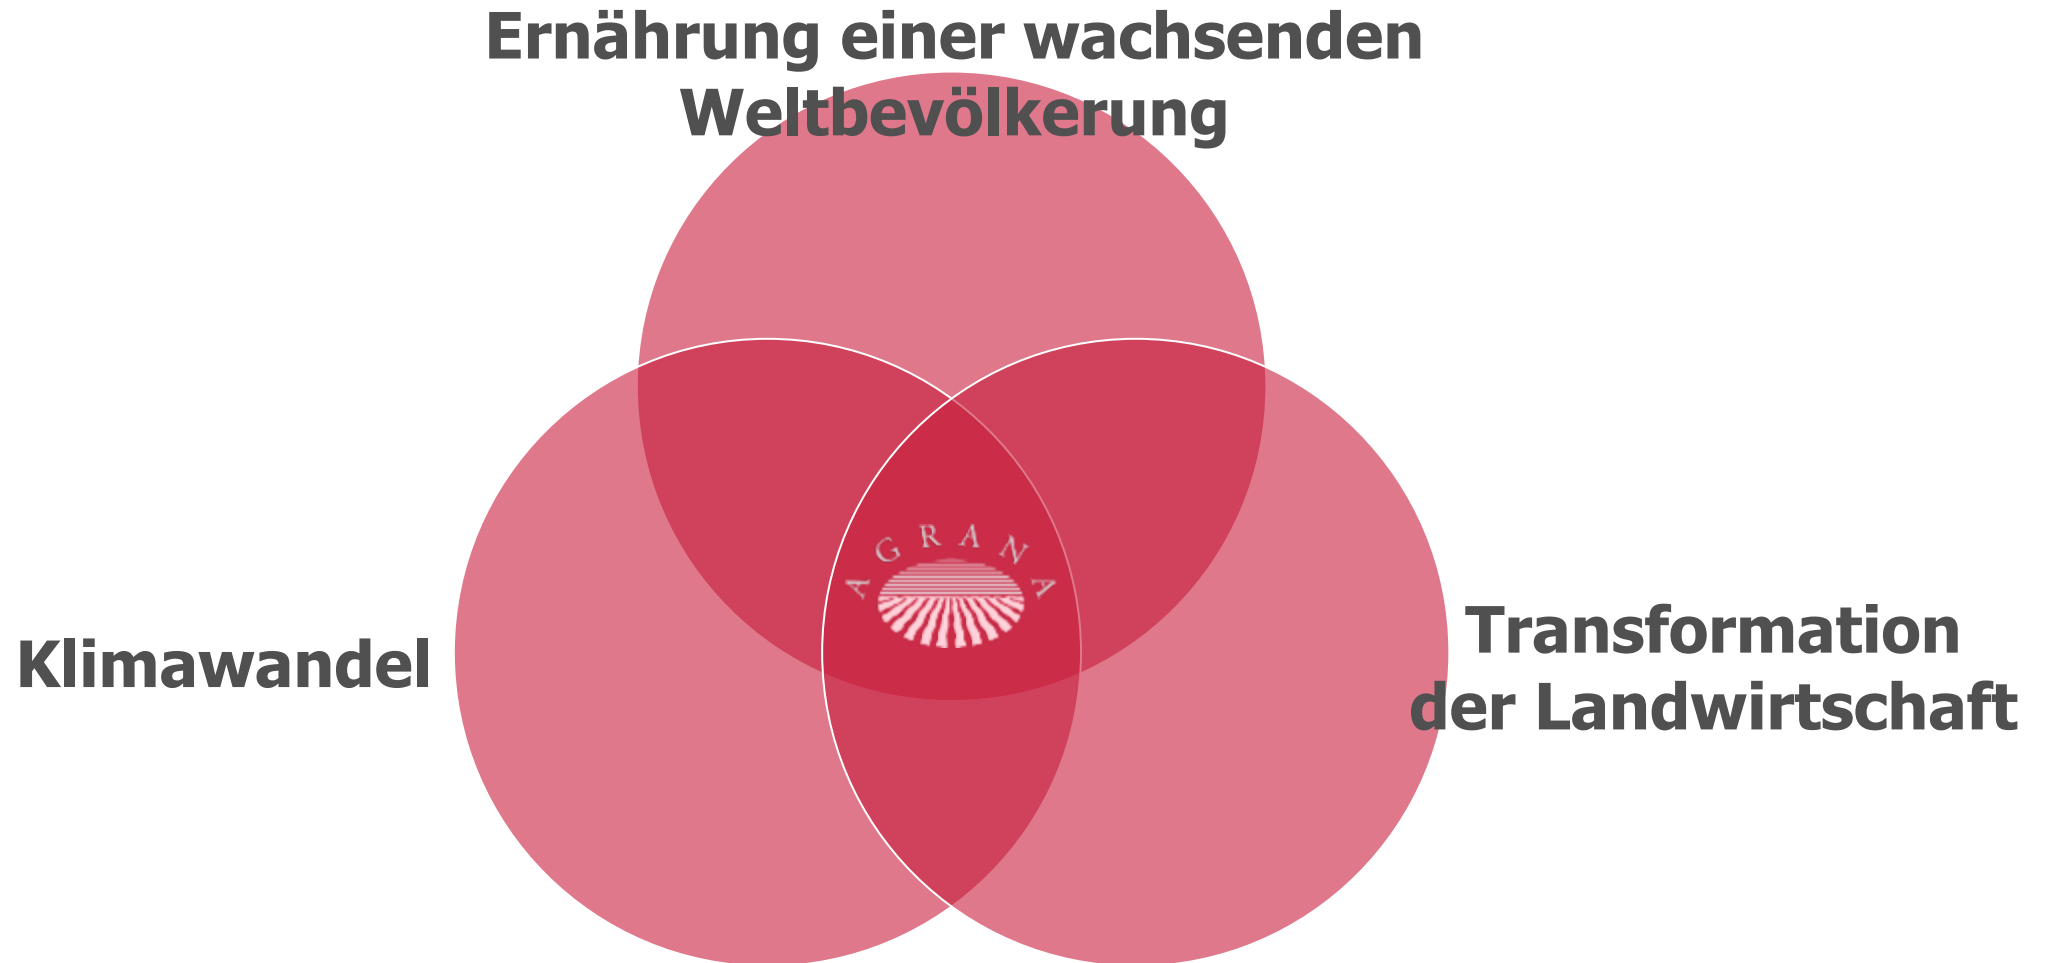 Ernährung einer wachsenden
Weltbevölkerung
AGRANA
Klimawandel
Transformation
der Landwirtschaft